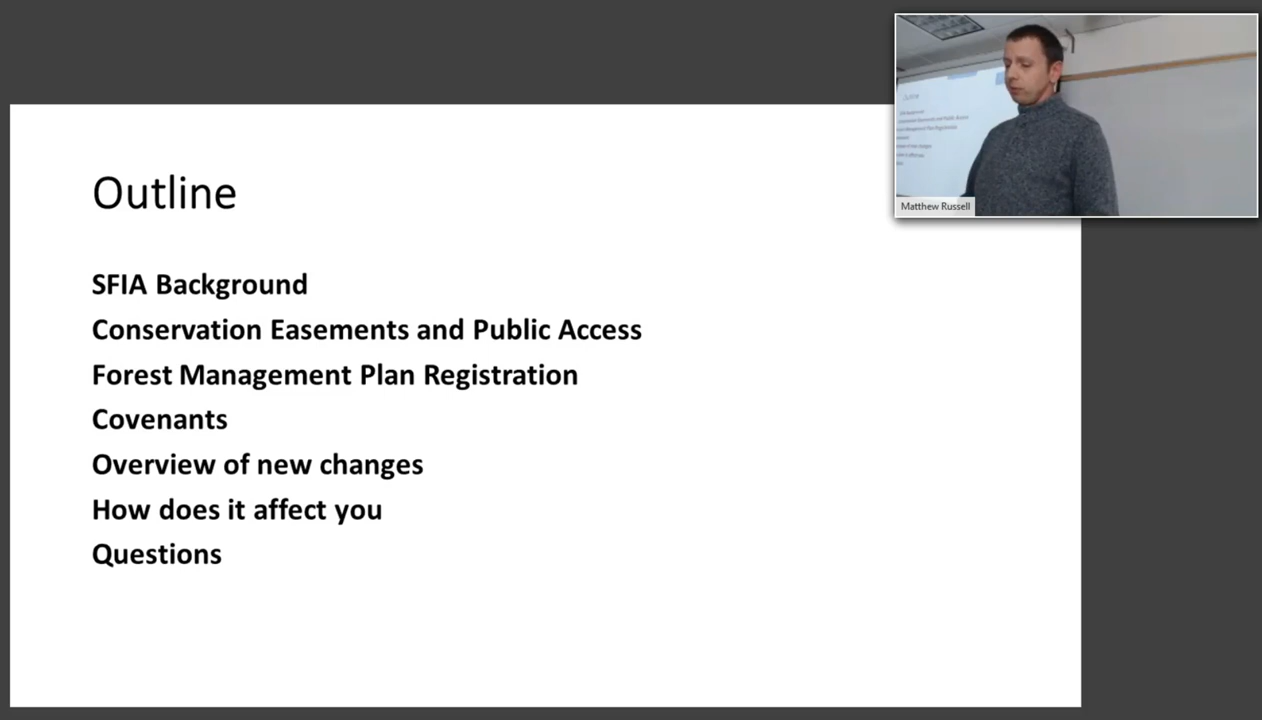 Outline
SFIA Background
Conservation Easements and Public Access
Forest Management Plan Registration
Covenants
Overview of new changes
How does it affect you
Questions
Matthew Russell